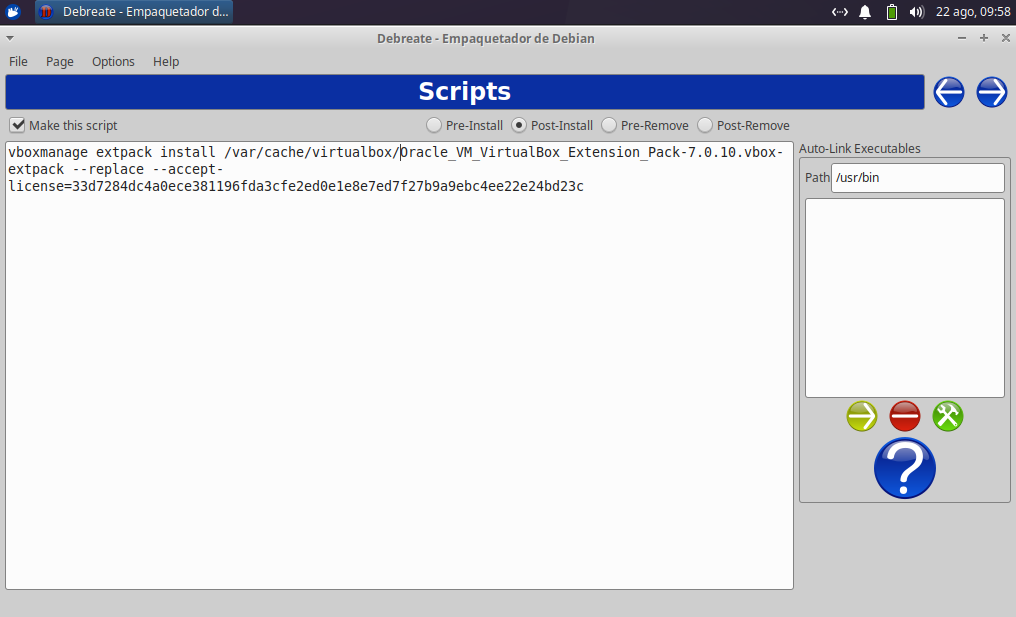 Debreate - Empaquetador d...
22 ago, 09:58
Debreate - Empaquetador de Debian
File Page Options Help
Scripts
Make this script
Pre-Install Post-Install Pre-Remove Post-Remove
vboxmanage extpack install /var/cache/virtualbox/Oracle_VM_VirtualBox_Extension_Pack-7.0.10.vbox-
extpack --replace --accept-
license=33d7284dc4a0ece381196fda3cfe2ed0e1e8e7ed7f27b9a9ebc4ee22e24bd23c
Auto-Link Executables
Path /usr/bin